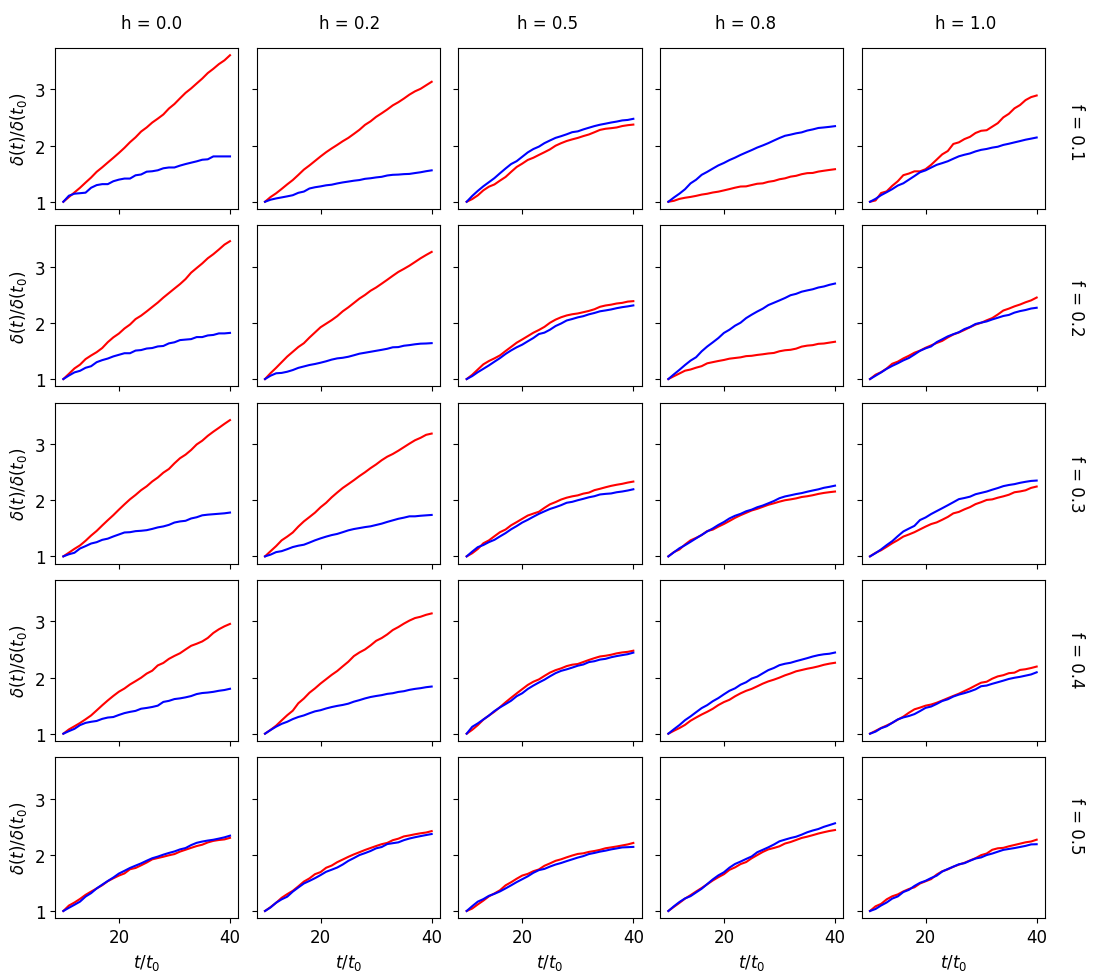 h = 0.0 h = 0.2 h = 0.5 h = 0.8 h = 1.0
δ(t)/δ(t₀)
3
2
1
f = 0.1
δ(t)/δ(t₀)
3
2
1
f = 0.2
δ(t)/δ(t₀)
3
2
1
f = 0.3
δ(t)/δ(t₀)
3
2
1
f = 0.4
δ(t)/δ(t₀)
3
2
1
f = 0.5
20 40 20 40 20 40 20 40 20 40
t/t₀ t/t₀ t/t₀ t/t₀ t/t₀